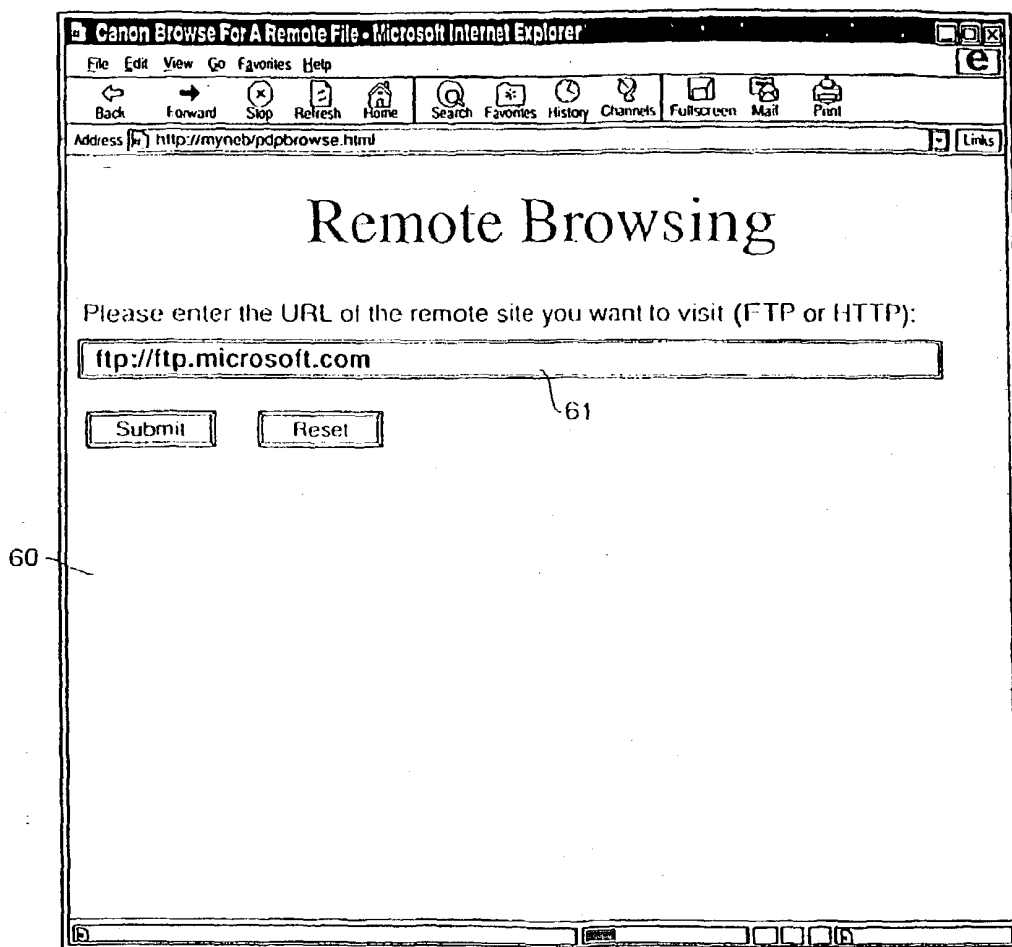 Canon Browse For A Remote File - Microsoft Internet Explorer
File Edit View Go Favorites Help
e
Back Forward Stop Refresh Home Search Favorites History Channels Fullscreen Mail Print
Address http://myneb/pdpbrowse.html Links
Remote Browsing
Please enter the URL of the remote site you want to visit (FTP or HTTP):
ftp://ftp.microsoft.com
61
Submit Reset
60